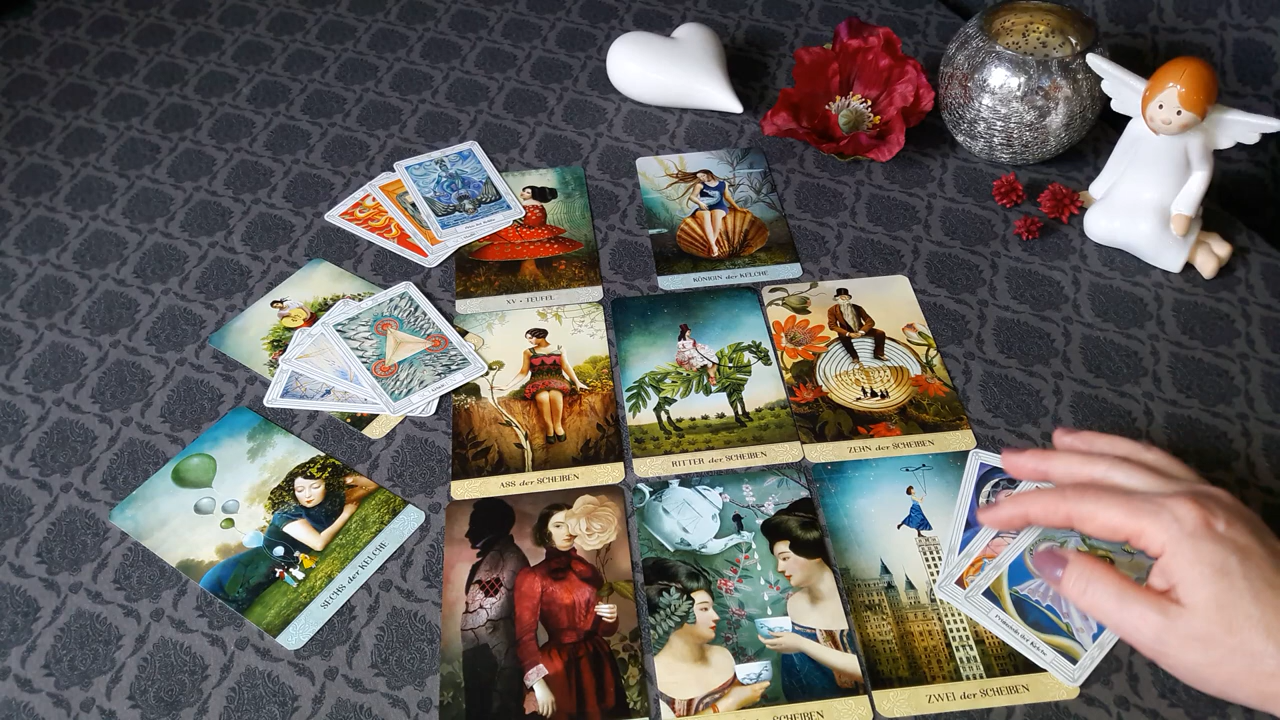 XV • TEUFEL
KÖNIGIN der KELCHE
ASS der SCHEIBEN
RITTER der SCHEIBEN
ZEHN der SCHEIBEN
SECHS der KELCHE
der SCHEIBEN
ZWEI der SCHEIBEN
Prinzessin der Kelche